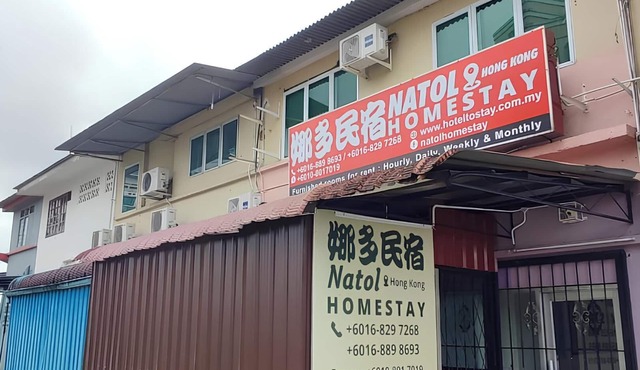 娜多民宿 NATOL HONG KONG
HOMESTAY
+6016-889 8693 / +6016-829 7268
+6010-8017019
www.hoteltostay.com.my
natolhomestay
Furnished rooms for rent : Hourly, Daily, Weekly & Monthly
娜多民宿
Natol Hong Kong
HOMESTAY
+6016-829 7268
+6016-889 8693